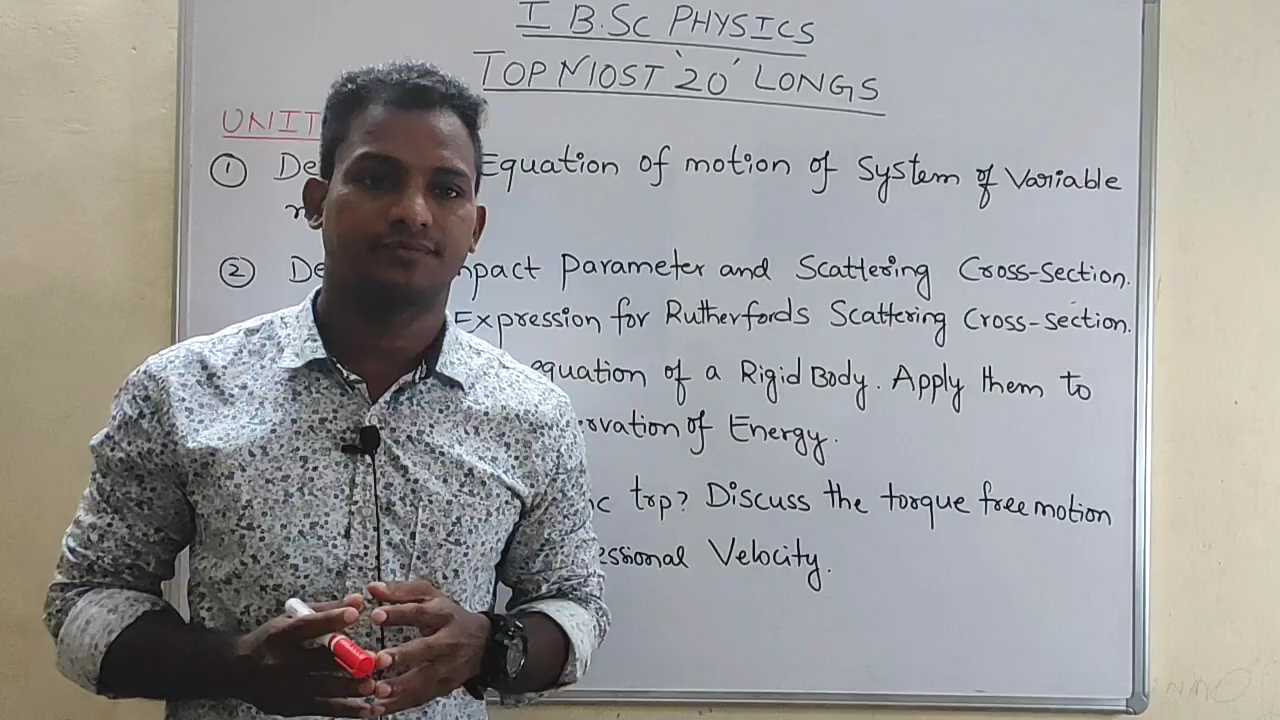 I B.Sc PHYSICS
TOP MOST '20' LONGS
UNIT
① De Equation of motion of System of Variable
② De mpact Parameter and Scattering Cross-Section.
Expression for Rutherfords Scattering Cross-section.
equation of a Rigid Body. Apply them to
rvation of Energy.
ic top? Discuss the torque free motion
essional Velocity.